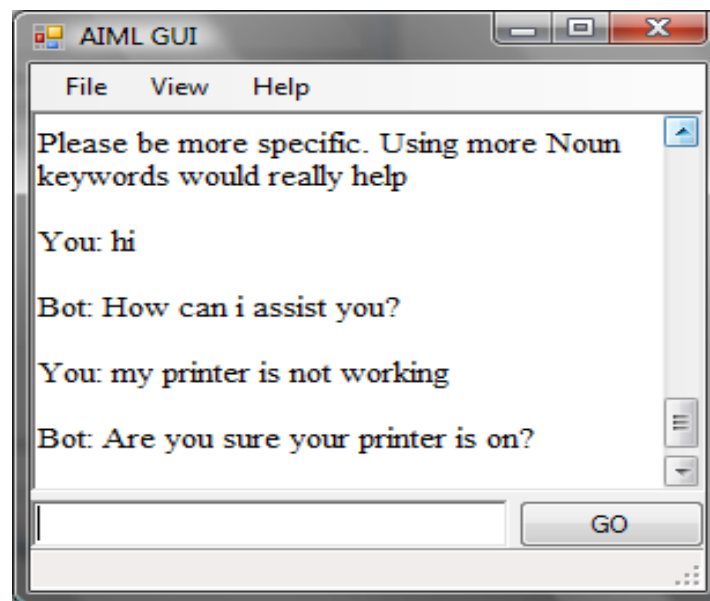 AIML GUI
File View Help
Please be more specific. Using more Noun
keywords would really help
You: hi
Bot: How can i assist you?
You: my printer is not working
Bot: Are you sure your printer is on?
GO